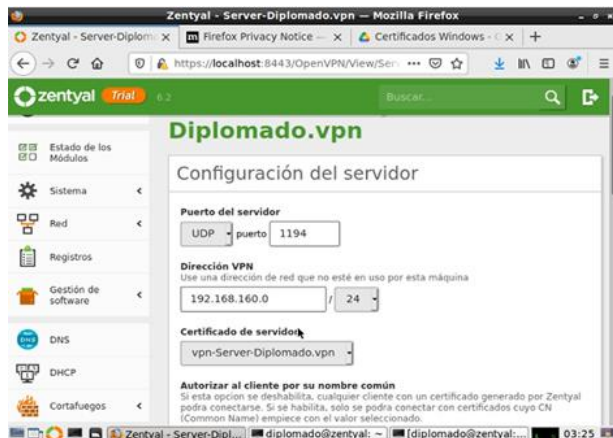 Zentyal - Server-Diplomado.vpn — Mozilla Firefox
Zentyal - Server-Diplom
Firefox Privacy Notice —
Certificados Windows -
https://localhost:8443/OpenVPN/View/Ser
zentyal Trial 6.2 Buscar...
Diplomado.vpn
Estado de los
Módulos
Configuración del servidor
Sistema
Puerto del servidor
Red
UDP puerto 1194
Registros
Dirección VPN
Use una dirección de red que no esté en uso por esta máquina
Gestión de
software
192.168.160.0 / 24
Certificado de servidor
DNS
vpn-Server-Diplomado.vpn
DHCP
Autorizar al cliente por su nombre común
Si esta opcion se deshabilita, cualquier cliente con un certificado generado por Zentyal
podra conectarse. Si se habilita, solo se podra conectar con certificados cuyo CN
(Common Name) empiece con el valor seleccionado.
Cortafuegos
Zentyal - Server-Dipl... diplomado@zentyal: ~ [diplomado@zentyal:... 03:25